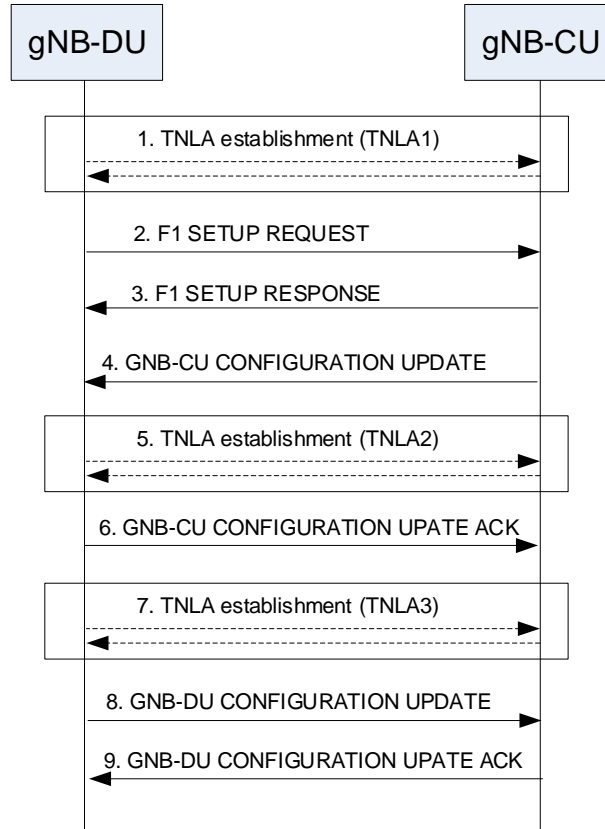 gNB-DU
gNB-CU
1. TNLA establishment (TNLA1)
2. F1 SETUP REQUEST
3. F1 SETUP RESPONSE
4. GNB-CU CONFIGURATION UPDATE
5. TNLA establishment (TNLA2)
6. GNB-CU CONFIGURATION UPATE ACK
7. TNLA establishment (TNLA3)
8. GNB-DU CONFIGURATION UPDATE
9. GNB-DU CONFIGURATION UPATE ACK